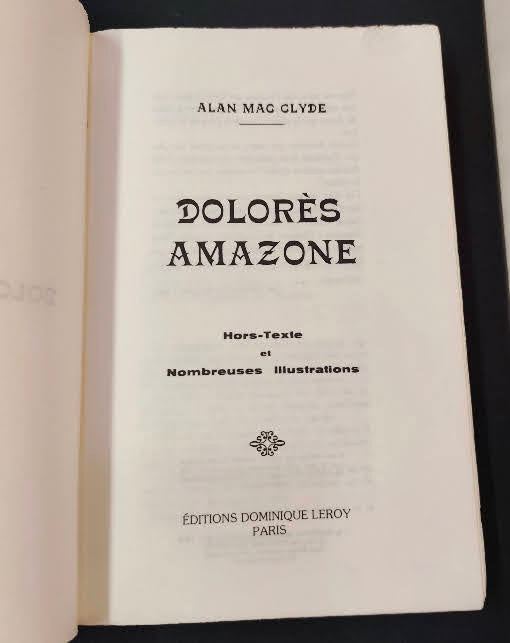 ALAN MAC CLYDE
DOLORÈS
AMAZONE
Hors-Texte
et
Nombreuses Illustrations
ÉDITIONS DOMINIQUE LEROY
PARIS